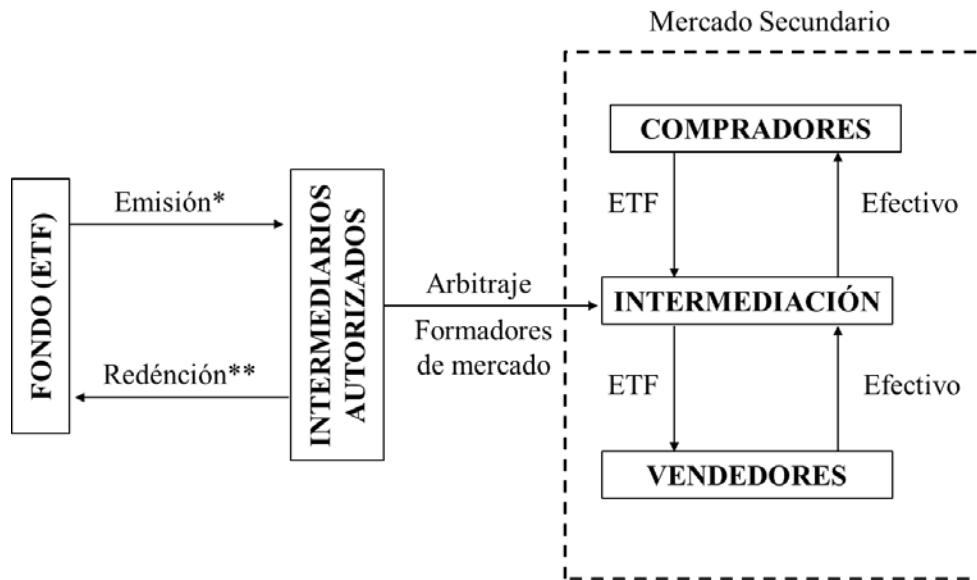 Mercado Secundario
COMPRADORES
ETF
Efectivo
FONDO (ETF)
Emisión*
Redénción**
INTERMEDIARIOS
AUTORIZADOS
Arbitraje
Formadores
de mercado
INTERMEDIACIÓN
ETF
Efectivo
VENDEDORES